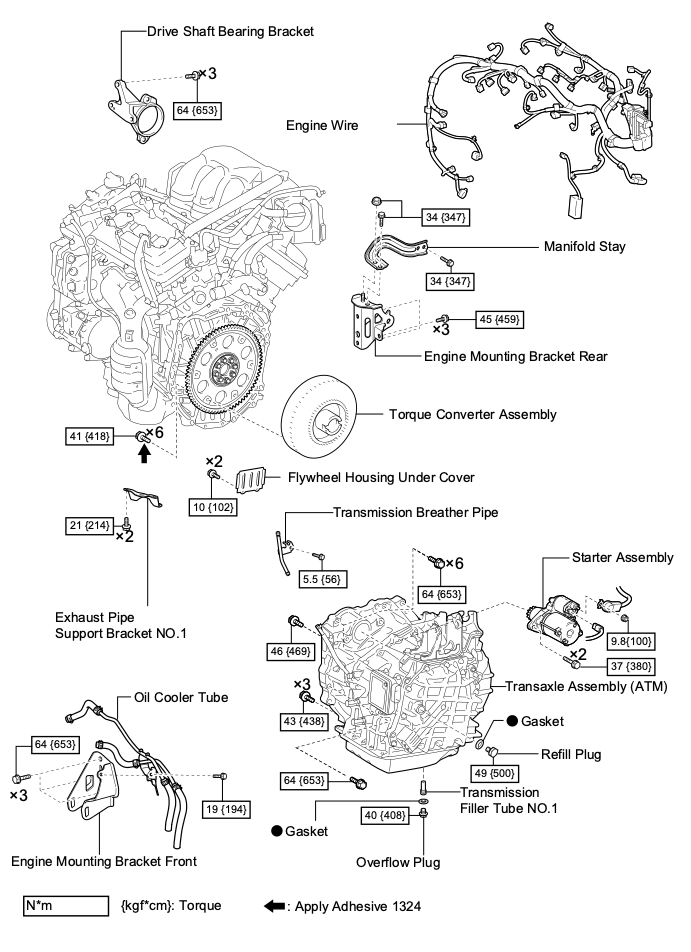 Drive Shaft Bearing Bracket
×3
64 {653}
Engine Wire
34 {347}
Manifold Stay
34 {347}
×3
45 {459}
Engine Mounting Bracket Rear
Torque Converter Assembly
41 {418}
×6
×2
Flywheel Housing Under Cover
10 {102}
21 {214}
×2
Transmission Breather Pipe
5.5 {56}
×6
64 {653}
Starter Assembly
Exhaust Pipe
Support Bracket NO.1
46 {469}
9.8{100}
×2
37 {380}
×3
43 {438}
Transaxle Assembly (ATM)
Oil Cooler Tube
Gasket
64 {653}
×3
Refill Plug
49 {500}
64 {653}
19 {194}
Transmission
Filler Tube NO.1
40 {408}
Gasket
Engine Mounting Bracket Front
Overflow Plug
N*m
{kgf*cm}: Torque
: Apply Adhesive 1324